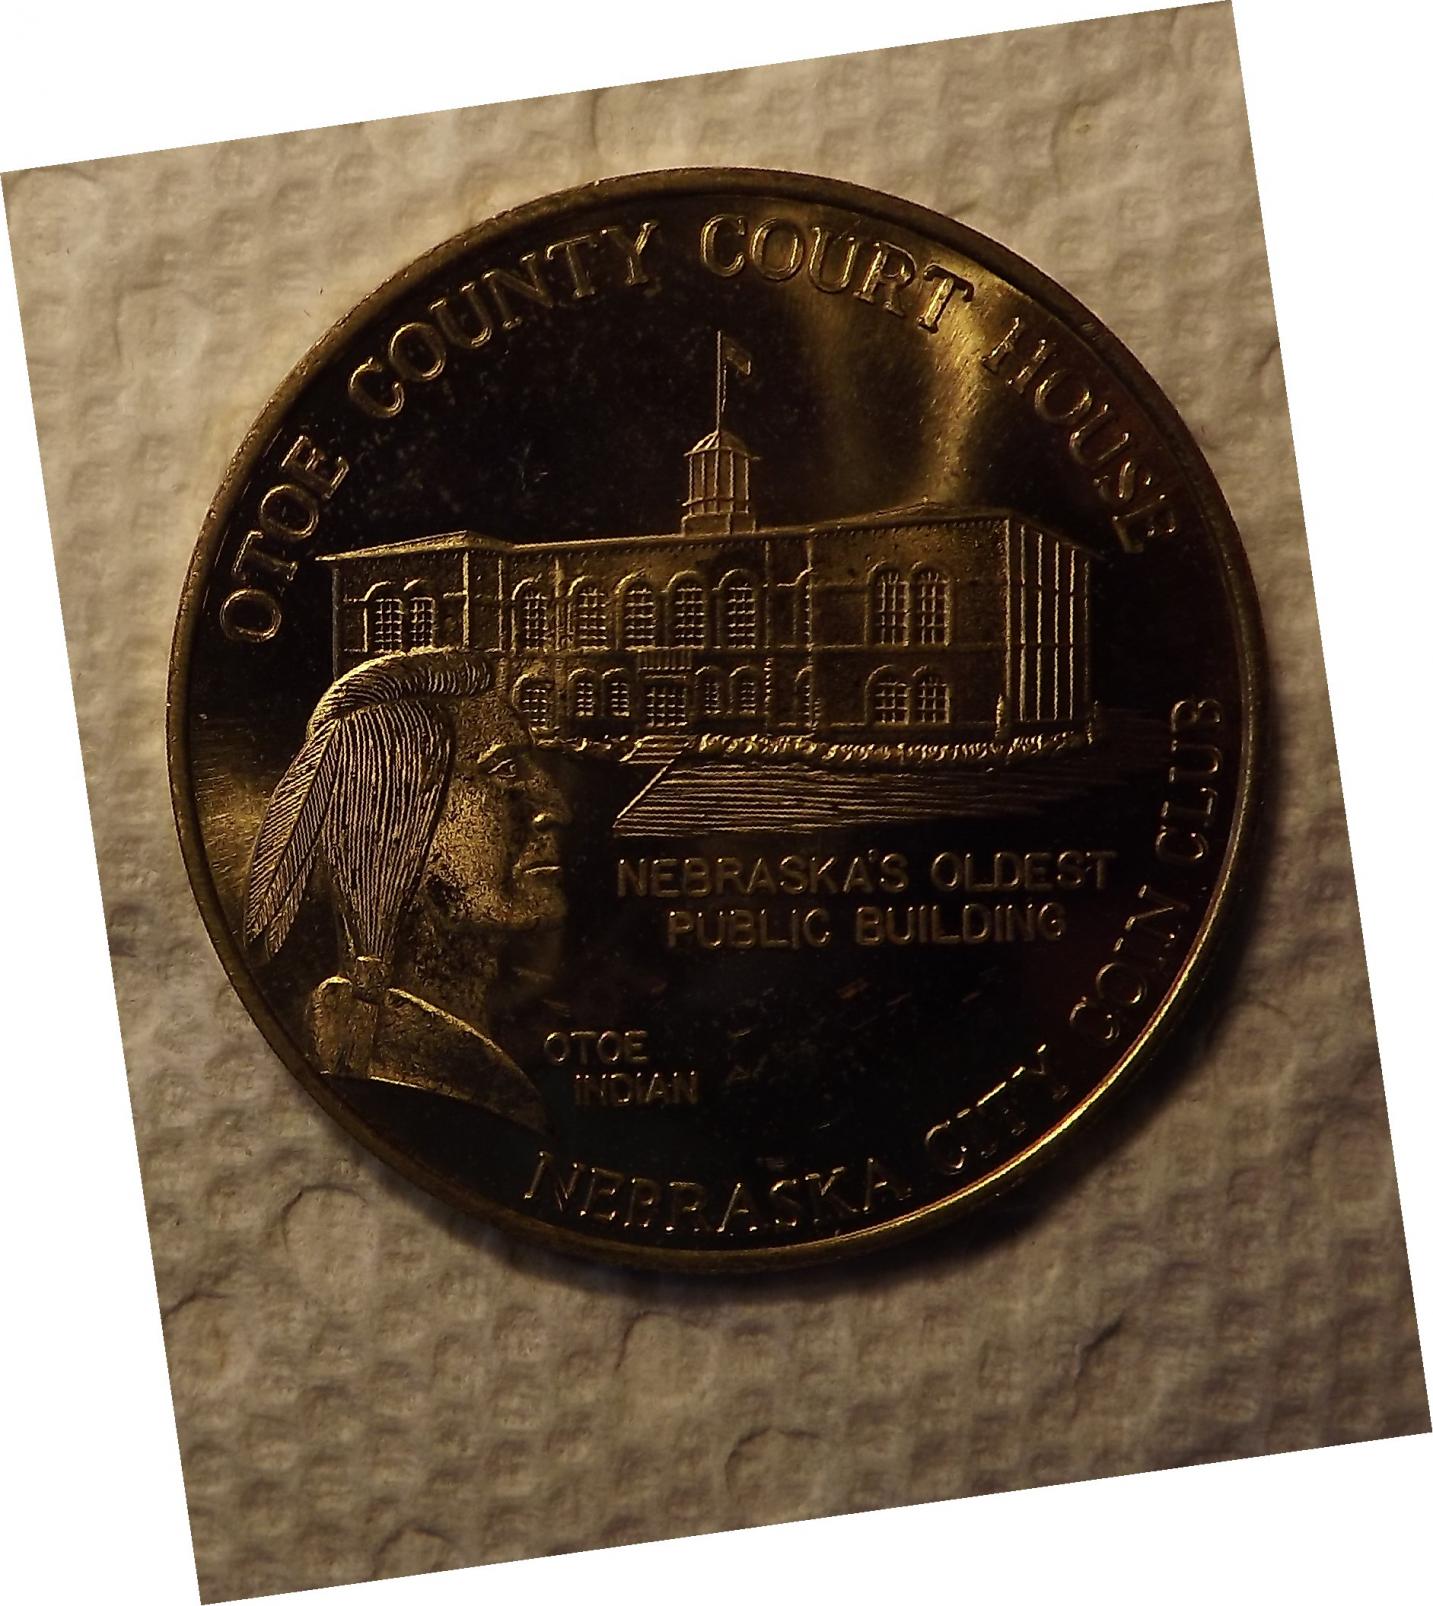 OTOE COUNTY COURT HOUSE
NEBRASKA'S OLDEST
PUBLIC BUILDING
OTOE
INDIAN
NEBRASKA CITY COIN CLUB